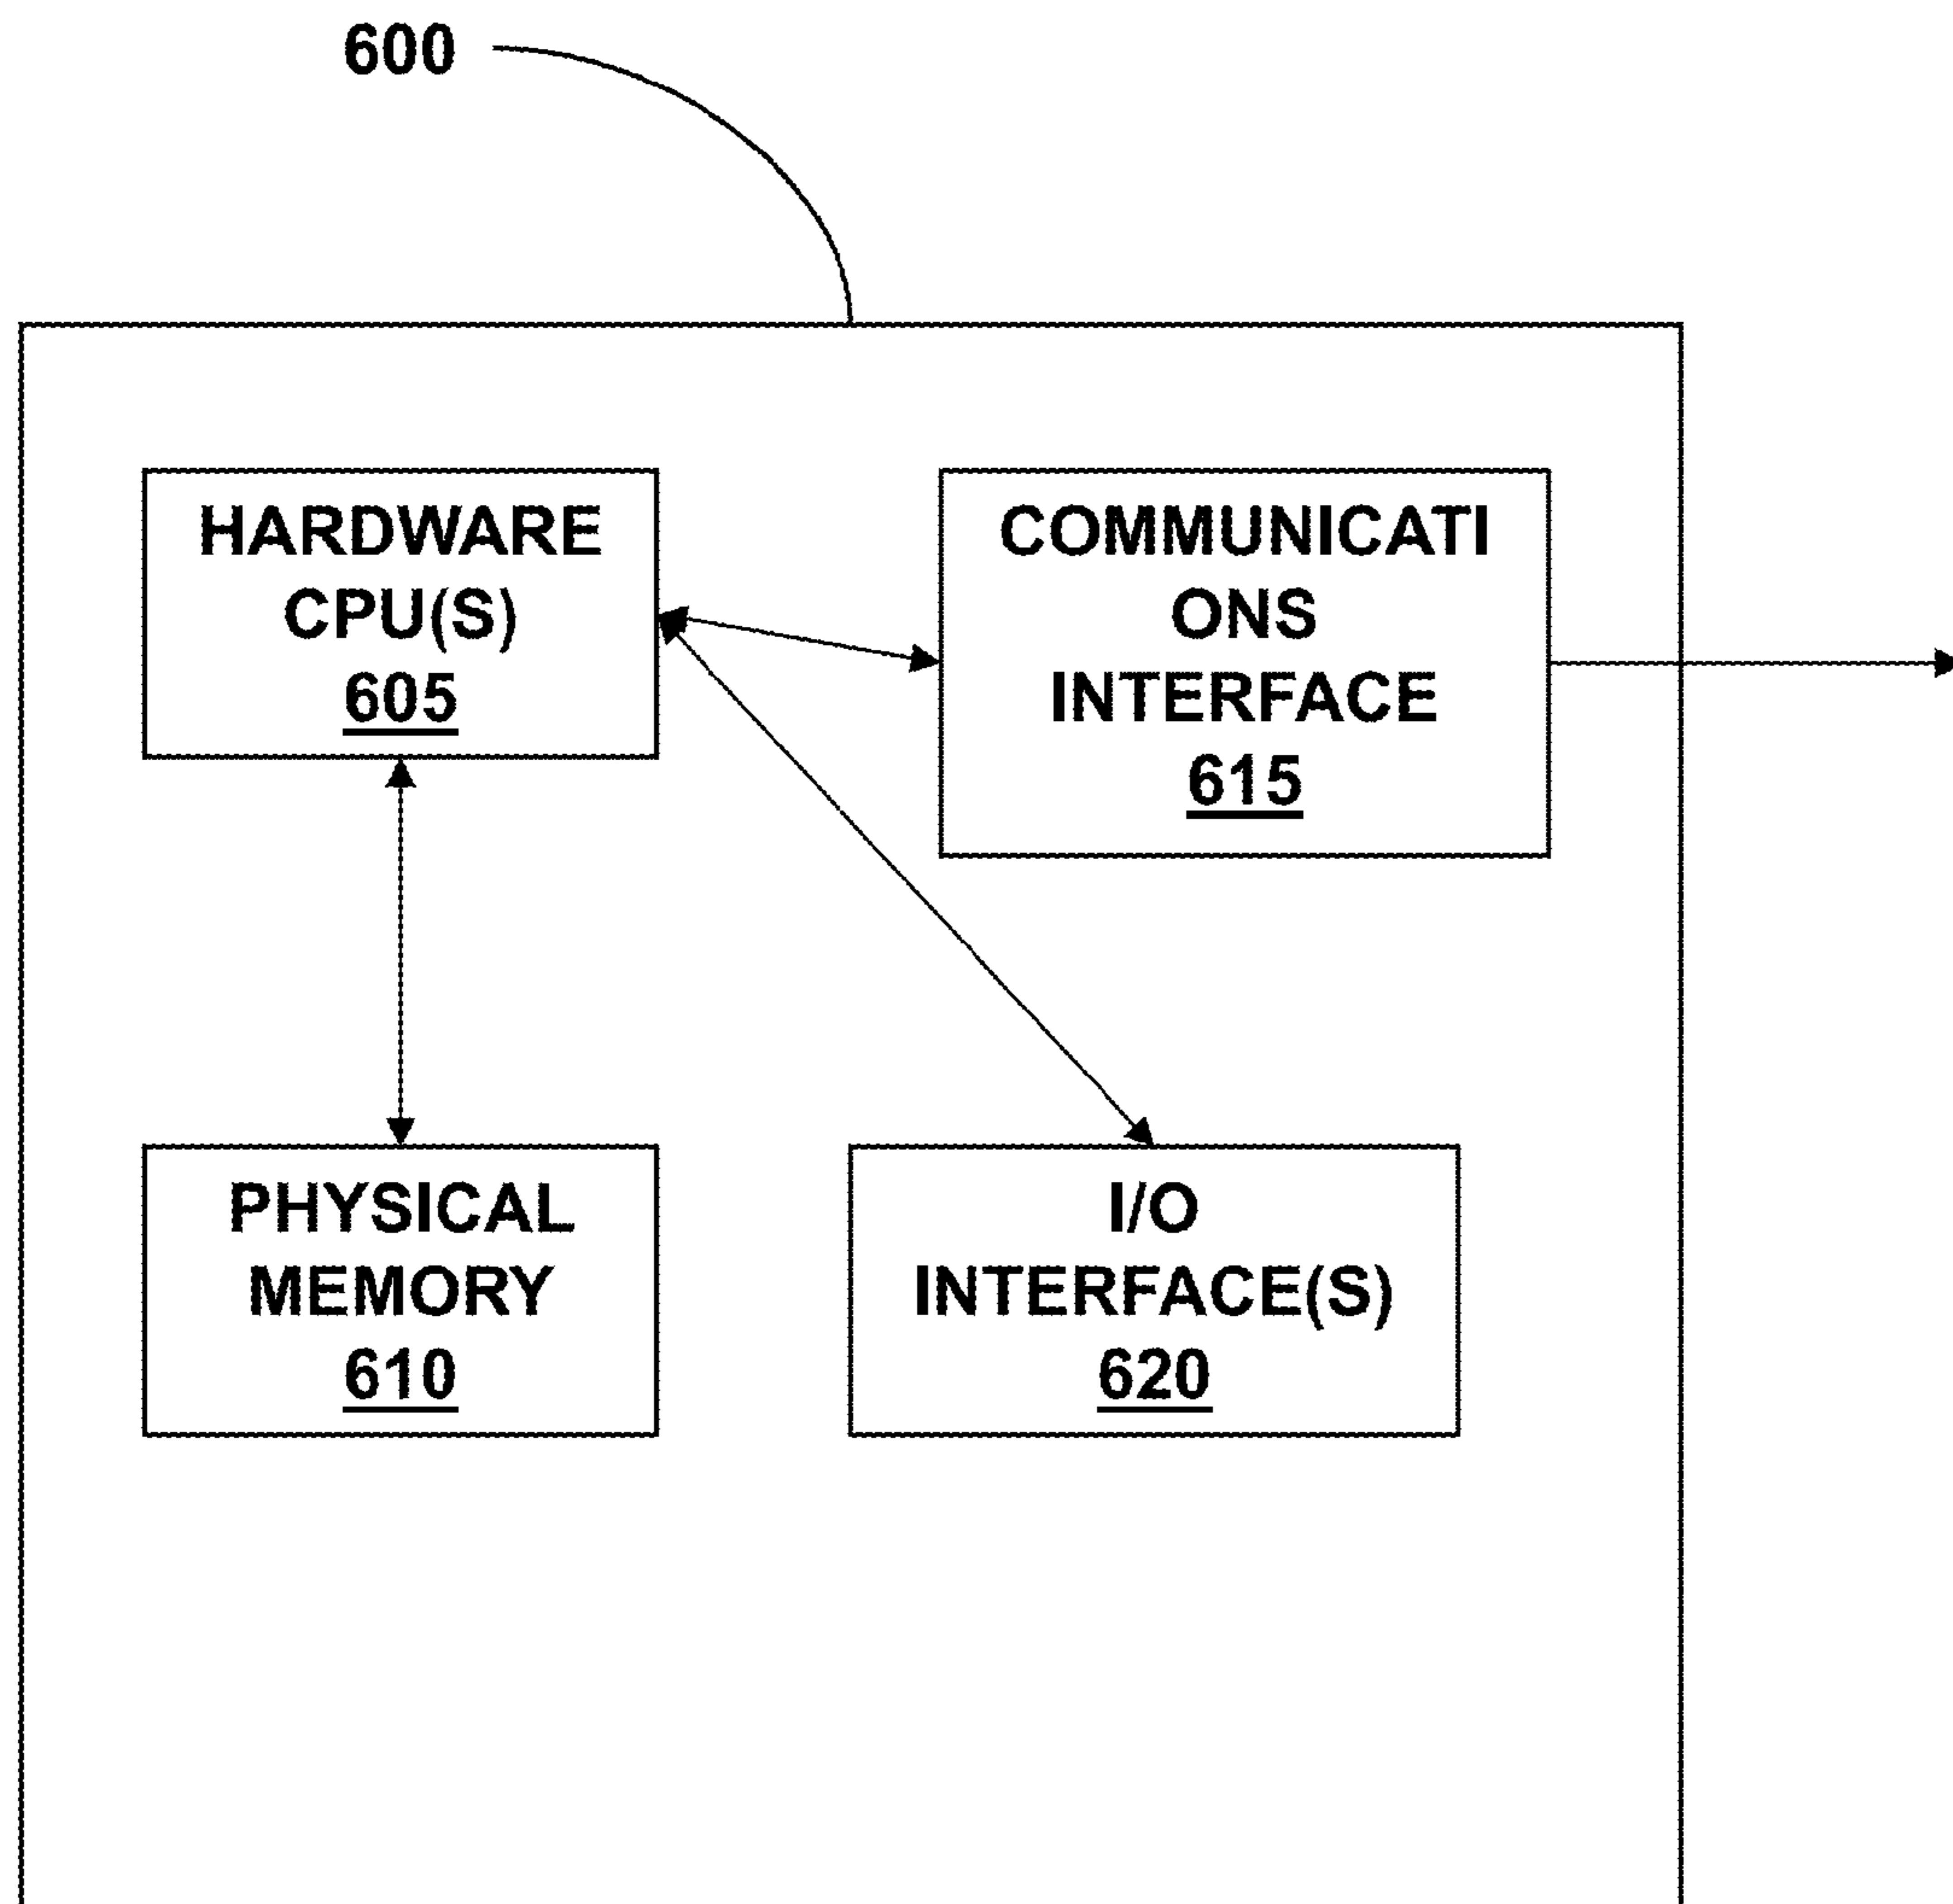 600
HARDWARE
CPU(S)
605
COMMUNICATI
ONS
INTERFACE
615
PHYSICAL
MEMORY
610
I/O
INTERFACE(S)
620